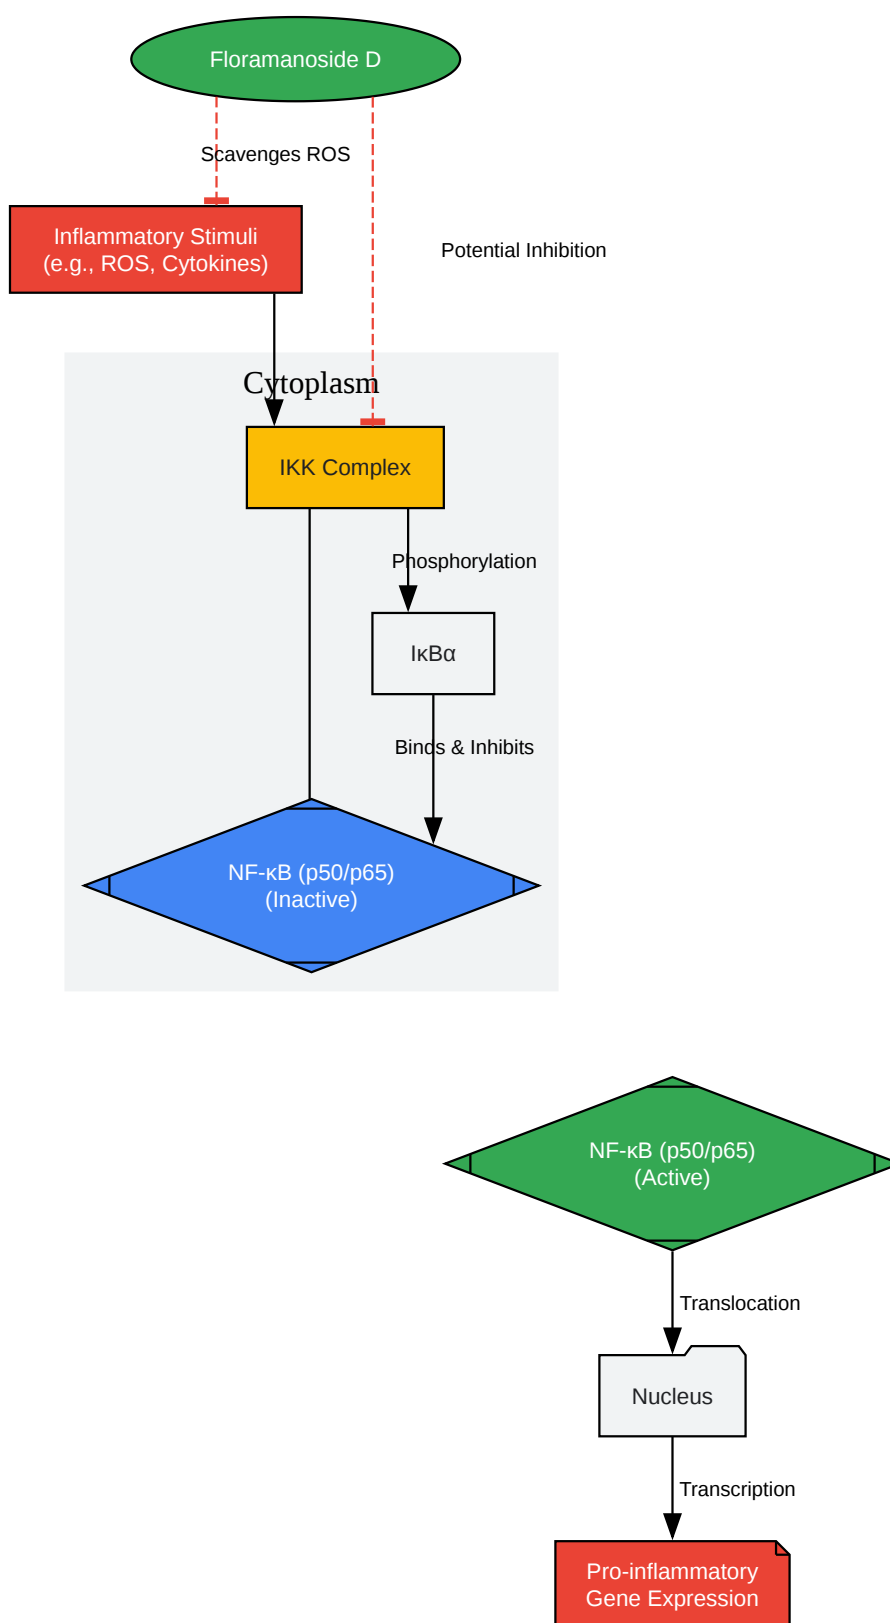 Floramanoside D
Scavenges ROS
Inflammatory Stimuli
(e.g., ROS, Cytokines)
Potential Inhibition
Cytoplasm
IKK Complex
Phosphorylation
IκBα
Binds & Inhibits
NF-κB (p50/p65)
(Inactive)
NF-κB (p50/p65)
(Active)
Translocation
Nucleus
Transcription
Pro-inflammatory
Gene Expression